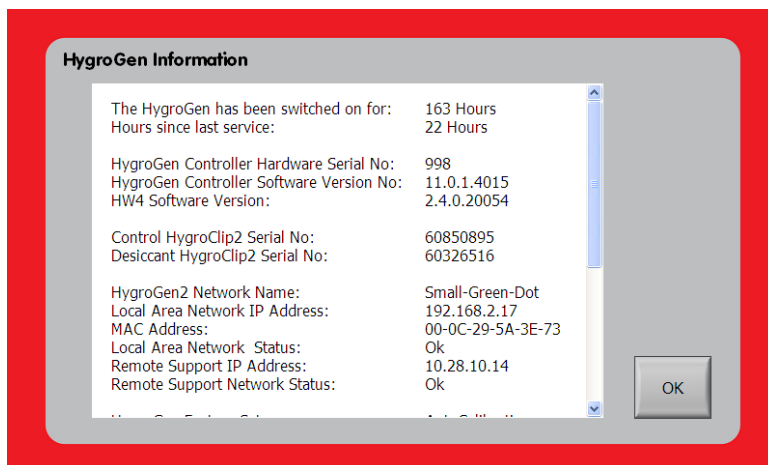 HygroGen Information
The HygroGen has been switched on for: 163 Hours
Hours since last service: 22 Hours
HygroGen Controller Hardware Serial No: 998
HygroGen Controller Software Version No: 11.0.1.4015
HW4 Software Version: 2.4.0.20054
Control HygroClip2 Serial No: 60850895
Desiccant HygroClip2 Serial No: 60326516
HygroGen2 Network Name: Small-Green-Dot
Local Area Network IP Address: 192.168.2.17
MAC Address: 00-0C-29-5A-3E-73
Local Area Network Status: Ok
Remote Support IP Address: 10.28.10.14
Remote Support Network Status: Ok
OK